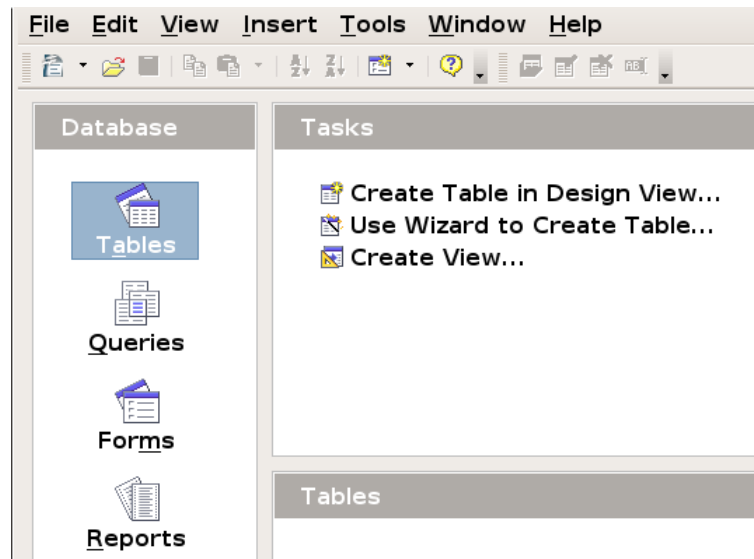 File Edit View Insert Tools Window Help
Database
Tables
Queries
Forms
Reports
Tasks
Create Table in Design View...
Use Wizard to Create Table...
Create View...
Tables